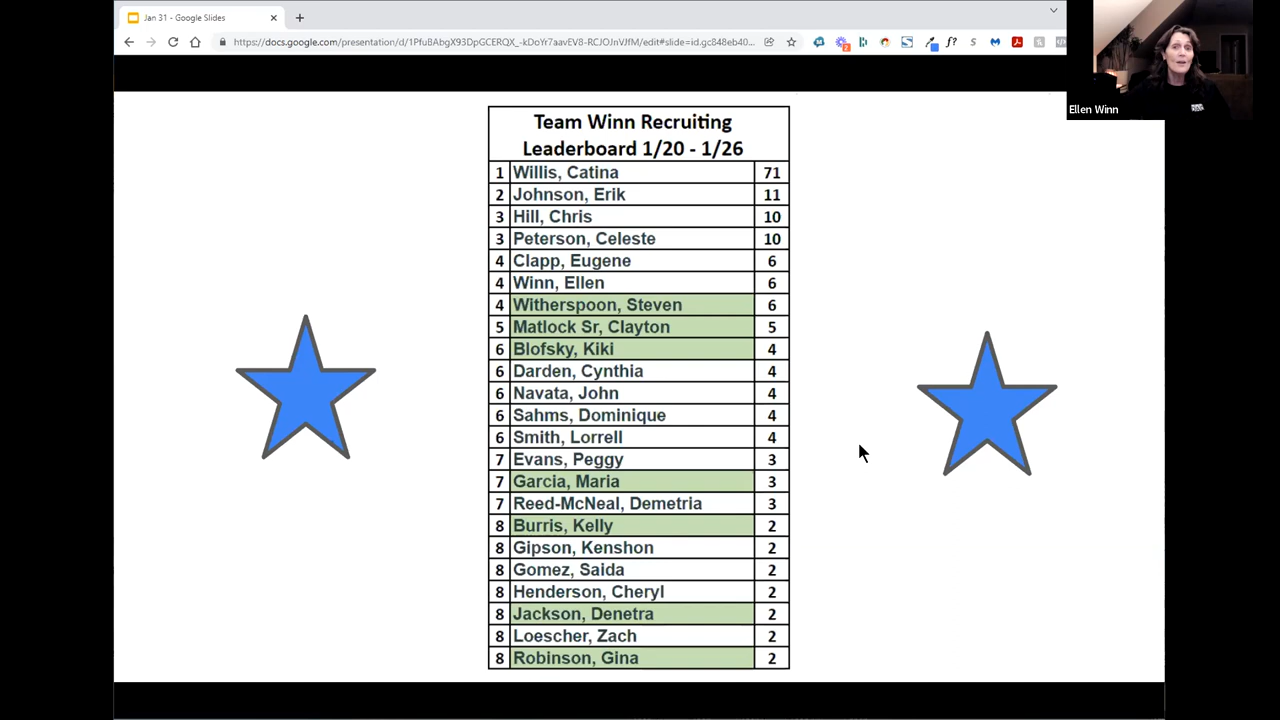 Jan 31 - Google Slides
https://docs.google.com/presentation/d/1PfuBAbgX93DpGCERQX_-kDoYr7aavEV8-RCJOJnVJfM/edit#slide=id.gc848eb40...
Ellen Winn
Team Winn Recruiting
Leaderboard 1/20 - 1/26
1 Willis, Catina 71
2 Johnson, Erik 11
3 Hill, Chris 10
3 Peterson, Celeste 10
4 Clapp, Eugene 6
4 Winn, Ellen 6
4 Witherspoon, Steven 6
5 Matlock Sr, Clayton 5
6 Blofsky, Kiki 4
6 Darden, Cynthia 4
6 Navata, John 4
6 Sahms, Dominique 4
6 Smith, Lorrell 4
7 Evans, Peggy 3
7 Garcia, Maria 3
7 Reed-McNeal, Demetria 3
8 Burris, Kelly 2
8 Gipson, Kenshon 2
8 Gomez, Saida 2
8 Henderson, Cheryl 2
8 Jackson, Denetra 2
8 Loescher, Zach 2
8 Robinson, Gina 2